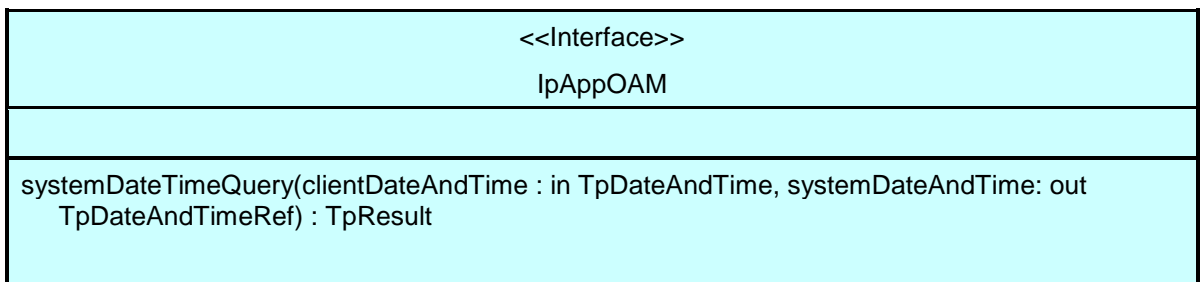 <<Interface>>
IpAppOAM
systemDateTimeQuery(clientDateAndTime : in TpDateAndTime, systemDateAndTime: out
TpDateAndTimeRef) : TpResult